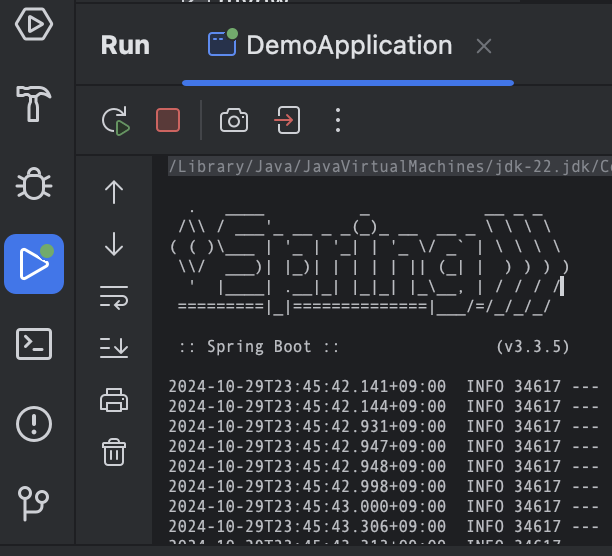 Run DemoApplication
/Library/Java/JavaVirtualMachines/jdk-22.jdk/C
  .   ____          _            __ _ _
 /\\ / ___'_ __ _ _(_)_ __  __ _ \ \ \ \
( ( )\___ | '_ | '_| | '_ \/ _` | \ \ \ \
 \\/  ___)| |_)| | | | | || (_| |  ) ) ) )
  '  |____| .__|_| |_|_| |_\__, | / / / /
 =========|_|==============|___/=/_/_/_/
 :: Spring Boot ::                (v3.3.5)
2024-10-29T23:45:42.141+09:00  INFO 34617 ---
2024-10-29T23:45:42.144+09:00  INFO 34617 ---
2024-10-29T23:45:42.931+09:00  INFO 34617 ---
2024-10-29T23:45:42.947+09:00  INFO 34617 ---
2024-10-29T23:45:42.948+09:00  INFO 34617 ---
2024-10-29T23:45:42.998+09:00  INFO 34617 ---
2024-10-29T23:45:43.000+09:00  INFO 34617 ---
2024-10-29T23:45:43.306+09:00  INFO 34617 ---